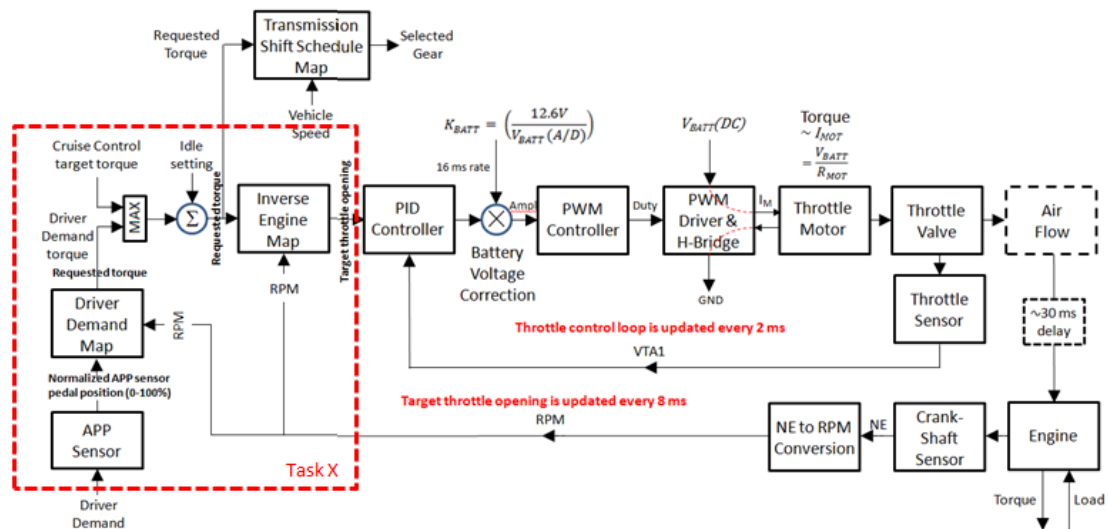 Requested
Torque
Transmission
Shift Schedule
Map
Selected
Gear
Vehicle
Speed
Cruise Control
target torque
Idle
setting
Driver
Demand
torque
MAX
Σ
Requested torque
Requestedtorque
Inverse
Engine
Map
Target throttle opening
RPM
Driver
Demand
Map
RPM
Normalized APP sensor
pedal position (0-100%)
APP
Sensor
Driver
Demand
Task X
PID
Controller
K_BATT = (12.6V / V_BATT(A/D))
16 ms rate
Ampl
Battery
Voltage
Correction
PWM
Controller
Duty
V_BATT(DC)
PWM
Driver &
H-Bridge
GND
I_M
Torque
~ I_MOT
= V_BATT / R_MOT
Throttle
Motor
Throttle
Valve
Air
Flow
Throttle
Sensor
~30 ms
delay
Throttle control loop is updated every 2 ms
VTA1
Target throttle opening is updated every 8 ms
RPM
NE to RPM
Conversion
NE
Crank-
Shaft
Sensor
Engine
Torque
Load